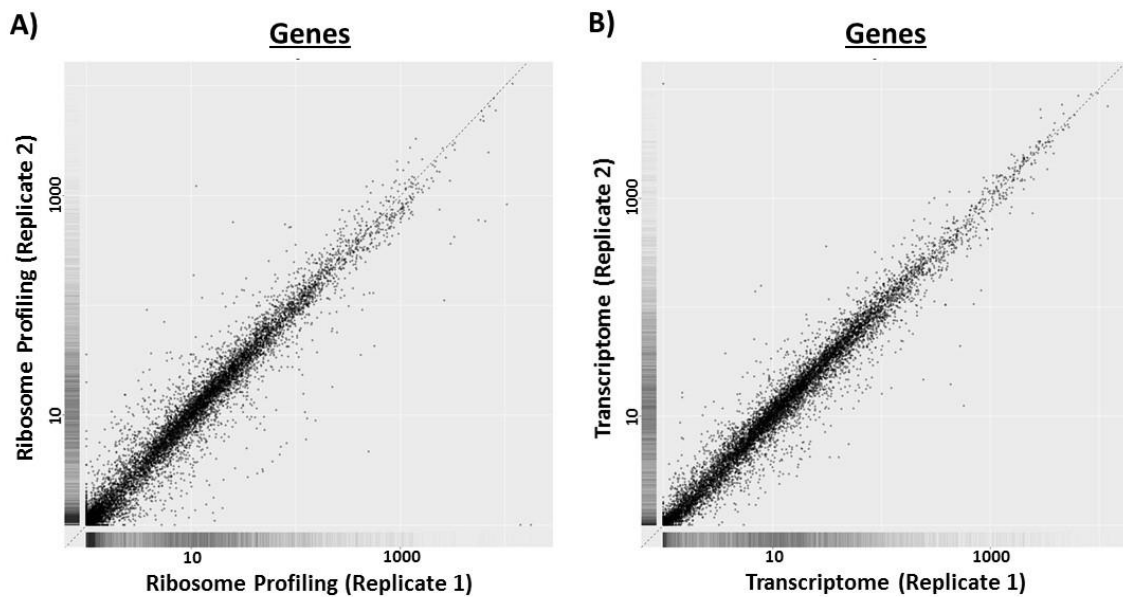 A)
Genes
Ribosome Profiling (Replicate 2)
1000
10
10
1000
Ribosome Profiling (Replicate 1)
B)
Genes
Transcriptome (Replicate 2)
1000
10
10
1000
Transcriptome (Replicate 1)